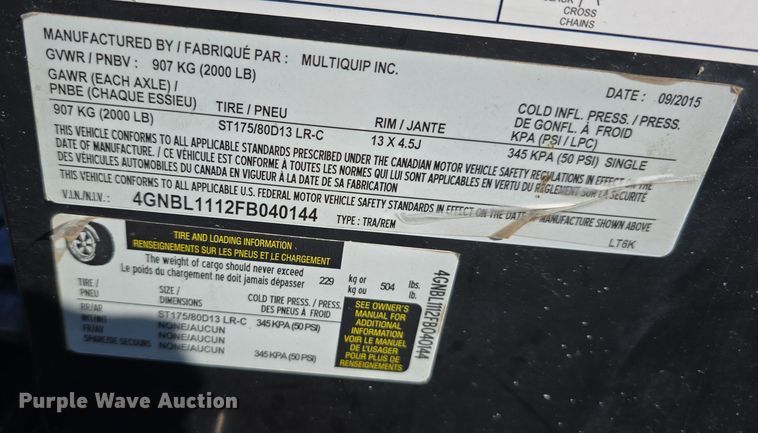 CROSS
CHAINS
MANUFACTURED BY / FABRIQUÉ PAR : MULTIQUIP INC.
GVWR / PNBV : 907 KG (2000 LB)
DATE : 09/2015
GAWR (EACH AXLE) /
PNBE (CHAQUE ESSIEU) TIRE / PNEU RIM / JANTE COLD INFL. PRESS. / PRESS.
DE GONFL. À FROID
KPA (PSI / LPC)
907 KG (2000 LB) ST175/80D13 LR-C 13 X 4.5J 345 KPA (50 PSI) SINGLE
THIS VEHICLE CONFORMS TO ALL APPLICABLE STANDARDS PRESCRIBED UNDER THE CANADIAN MOTOR VEHICLE SAFETY REGULATIONS IN EFFECT ON THE
DATE OF MANUFACTURE. / CE VÉHICULE EST CONFORME À TOUTES LES NORMES QUI LUI SONT APPLICABLES EN VERTU DU RÈGLEMENT SUR LA SÉCURITÉ
DES VÉHICULES AUTOMOBILES DU CANADA EN VIGUEUR À LA DATE DE SA FABRICATION
THIS VEHICLE CONFORMS TO ALL APPLICABLE U.S. FEDERAL MOTOR VEHICLE SAFETY STANDARDS IN EFFECT ON THE DATE OF MANUFACTURE SHOWN ABOVE
V.I.N./N.I.V.: 4GNBL1112FB040144 TYPE : TRA/REM LT6K
TIRE AND LOADING INFORMATION
RENSEIGNEMENTS SUR LES PNEUS ET LE CHARGEMENT
The weight of cargo should never exceed
Le poids du chargement ne doit jamais dépasser 229 kg or kg ou 504 lbs. lb.
TIRE / PNEU SIZE / DIMENSIONS COLD TIRE PRESS. / PRESS. DES PNEUS À FROID
RR/AR ST175/80D13 LR-C 345 KPA (50 PSI)
NONE/AUCUN
FR/AV NONE/AUCUN
SPARE/DE SECOURS NONE/AUCUN 345 KPA (50 PSI)
SEE OWNER'S
MANUAL FOR
ADDITIONAL
INFORMATION
VOIR LE MANUEL
DE L'USAGER
POUR PLUS DE
RENSEIGNEMENTS
4GNBL1112FB040144
Purple Wave Auction